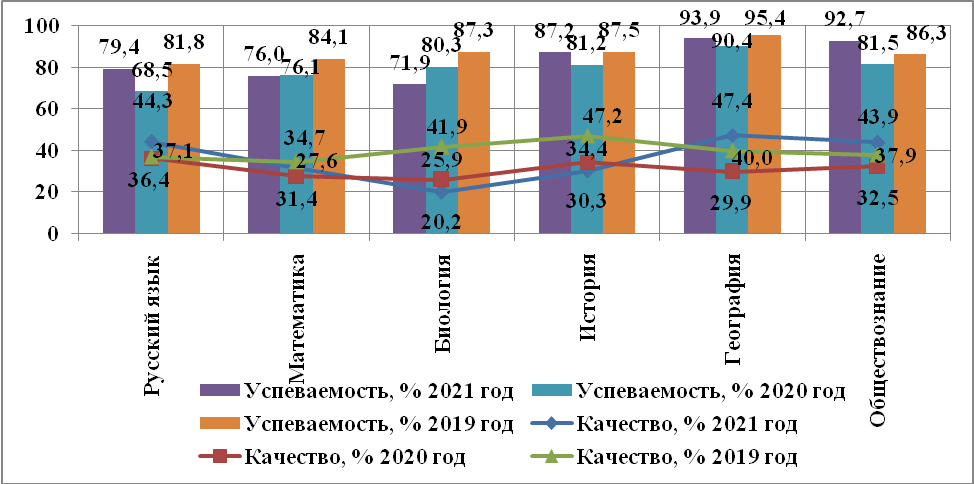 100
80
60
40
20
0
79,4 68,5 81,8
76,0 76,1 84,1
71,9 80,3 87,3
87,2 81,2 87,5
93,9 90,4 95,4
92,7 81,5 86,3
44,3 37,1 36,4
34,7 27,6 31,4
41,9 25,9 20,2
47,2 34,4 30,3
47,4 40,0 29,9
43,9 37,9 32,5
Русский язык
Математика
Биология
История
География
Обществознание
Успеваемость, % 2021 год
Успеваемость, % 2020 год
Успеваемость, % 2019 год
Качество, % 2021 год
Качество, % 2020 год
Качество, % 2019 год